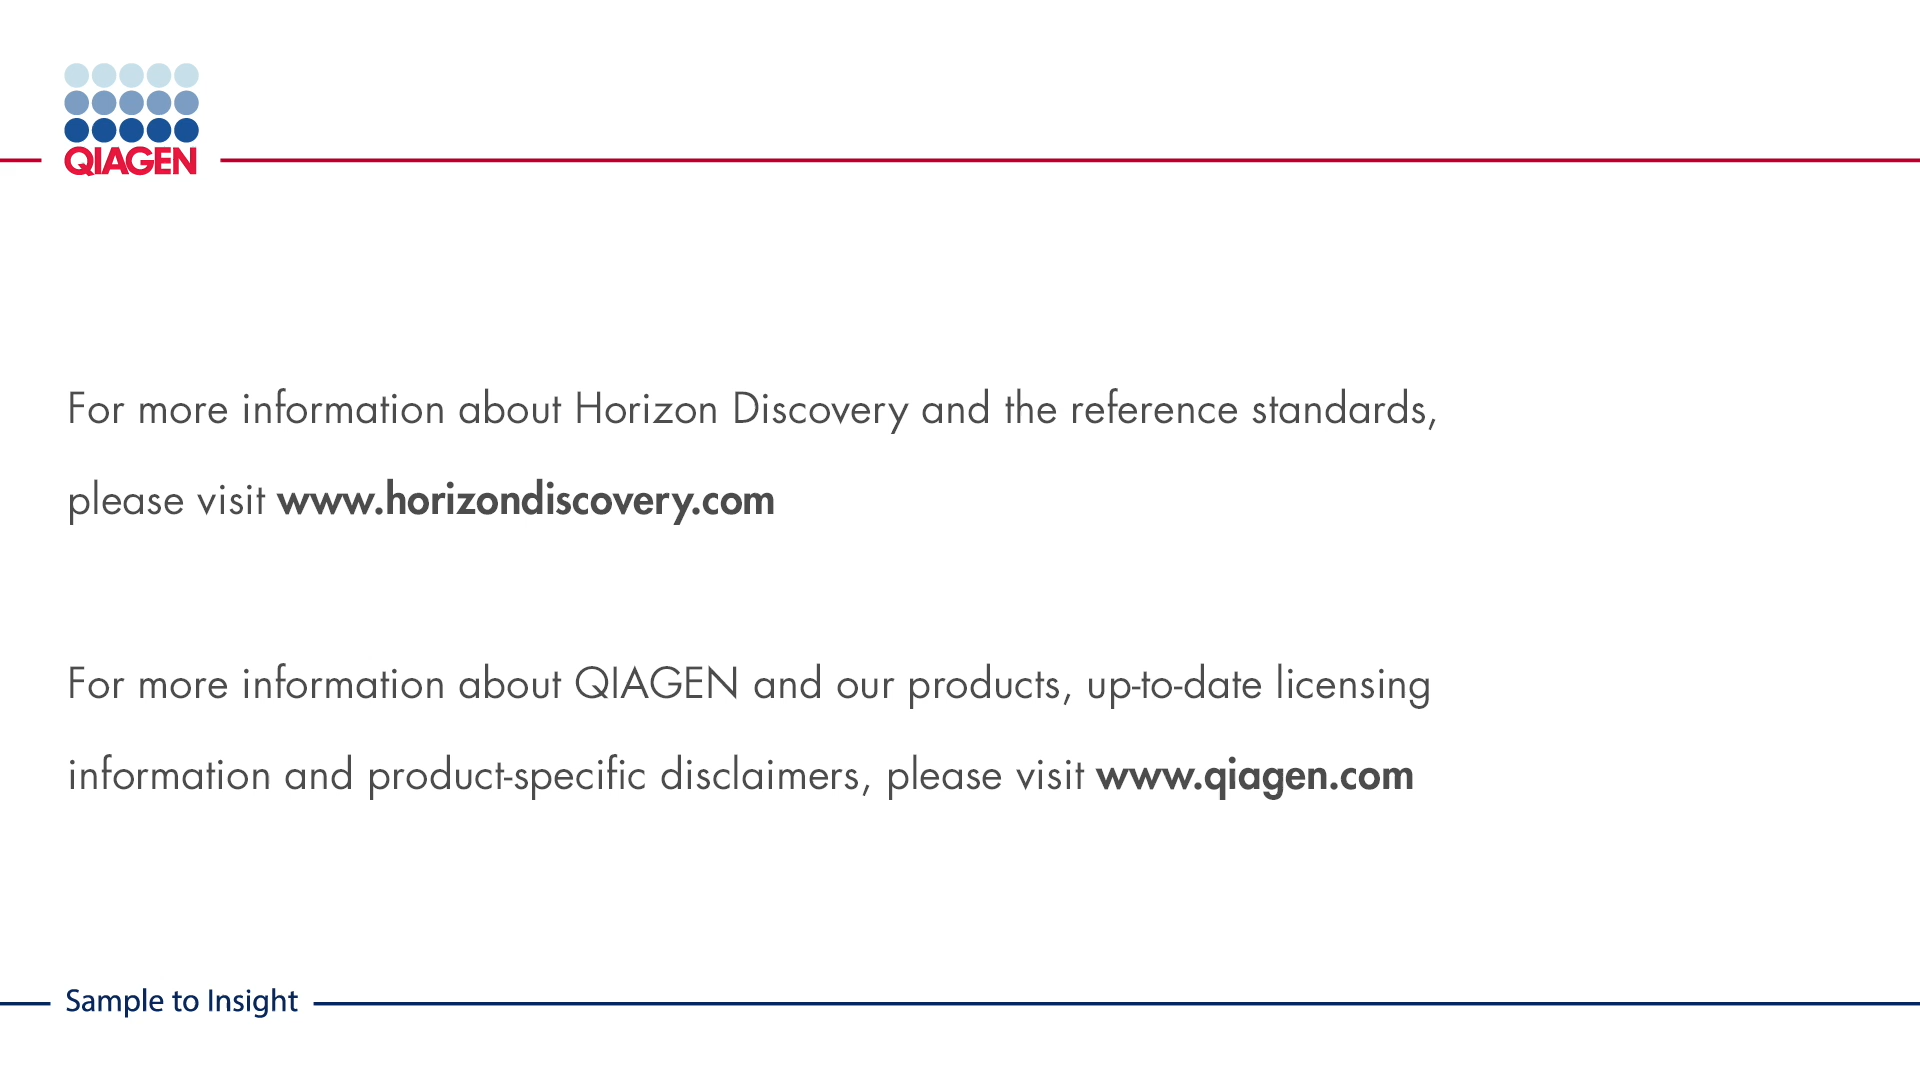 QIAGEN
For more information about Horizon Discovery and the reference standards,
please visit www.horizondiscovery.com
For more information about QIAGEN and our products, up-to-date licensing
information and product-specific disclaimers, please visit www.qiagen.com
Sample to Insight